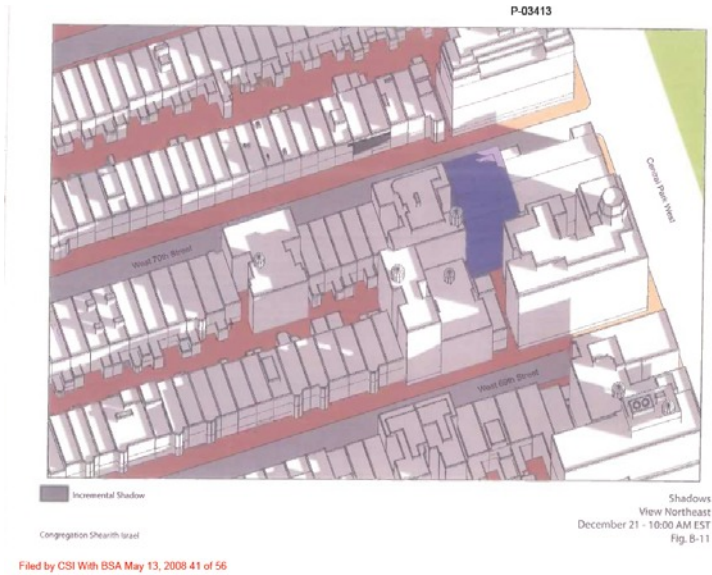 P-03413
Central Park West
West 70th Street
West 69th Street
Incremental Shadow
Shadows
View Northeast
December 21 - 10:00 AM EST
Fig. B-11
Congregation Shearith Israel
Filed by CSI With BSA May 13, 2008 41 of 56